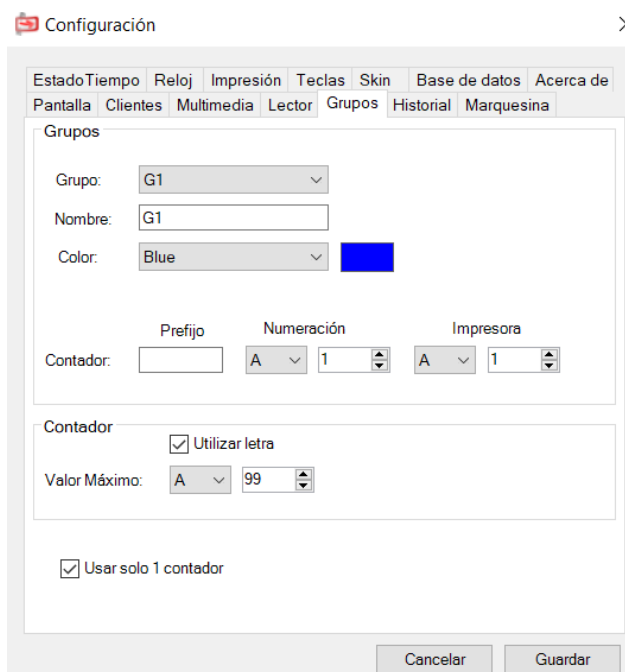 Configuración
EstadoTiempo Reloj Impresión Teclas Skin Base de datos Acerca de
Pantalla Clientes Multimedia Lector Grupos Historial Marquesina
Grupos
Grupo: G1
Nombre: G1
Color: Blue
Prefijo Numeración Impresora
Contador: A 1 A 1
Contador
Utilizar letra
Valor Máximo: A 99
Usar solo 1 contador
Cancelar Guardar